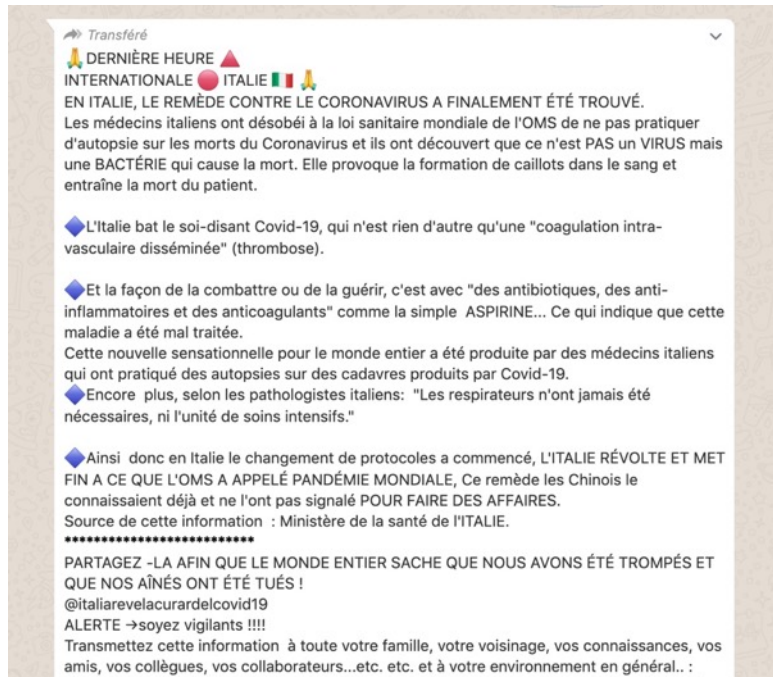 Transféré
🙏 DERNIÈRE HEURE 🔺
INTERNATIONALE 🔴 ITALIE 🇮🇹 🙏
EN ITALIE, LE REMÈDE CONTRE LE CORONAVIRUS A FINALEMENT ÉTÉ TROUVÉ.
Les médecins italiens ont désobéi à la loi sanitaire mondiale de l'OMS de ne pas pratiquer
d'autopsie sur les morts du Coronavirus et ils ont découvert que ce n'est PAS un VIRUS mais
une BACTÉRIE qui cause la mort. Elle provoque la formation de caillots dans le sang et
entraîne la mort du patient.
🔷L'Italie bat le soi-disant Covid-19, qui n'est rien d'autre qu'une "coagulation intra-
vasculaire disséminée" (thrombose).
🔷Et la façon de la combattre ou de la guérir, c'est avec "des antibiotiques, des anti-
inflammatoires et des anticoagulants" comme la simple ASPIRINE... Ce qui indique que cette
maladie a été mal traitée.
Cette nouvelle sensationnelle pour le monde entier a été produite par des médecins italiens
qui ont pratiqué des autopsies sur des cadavres produits par Covid-19.
🔷Encore plus, selon les pathologistes italiens: "Les respirateurs n'ont jamais été
nécessaires, ni l'unité de soins intensifs."
🔷Ainsi donc en Italie le changement de protocoles a commencé, L'ITALIE RÉVOLTE ET MET
FIN A CE QUE L'OMS A APPELÉ PANDÉMIE MONDIALE, Ce remède les Chinois le
connaissaient déjà et ne l'ont pas signalé POUR FAIRE DES AFFAIRES.
Source de cette information : Ministère de la santé de l'ITALIE.
**************************
PARTAGEZ -LA AFIN QUE LE MONDE ENTIER SACHE QUE NOUS AVONS ÉTÉ TROMPÉS ET
QUE NOS AÎNÉS ONT ÉTÉ TUÉS !
@italiarevelacurardelcovid19
ALERTE →soyez vigilants !!!!
Transmettez cette information à toute votre famille, votre voisinage, vos connaissances, vos
amis, vos collègues, vos collaborateurs...etc. etc. et à votre environnement en général.. :